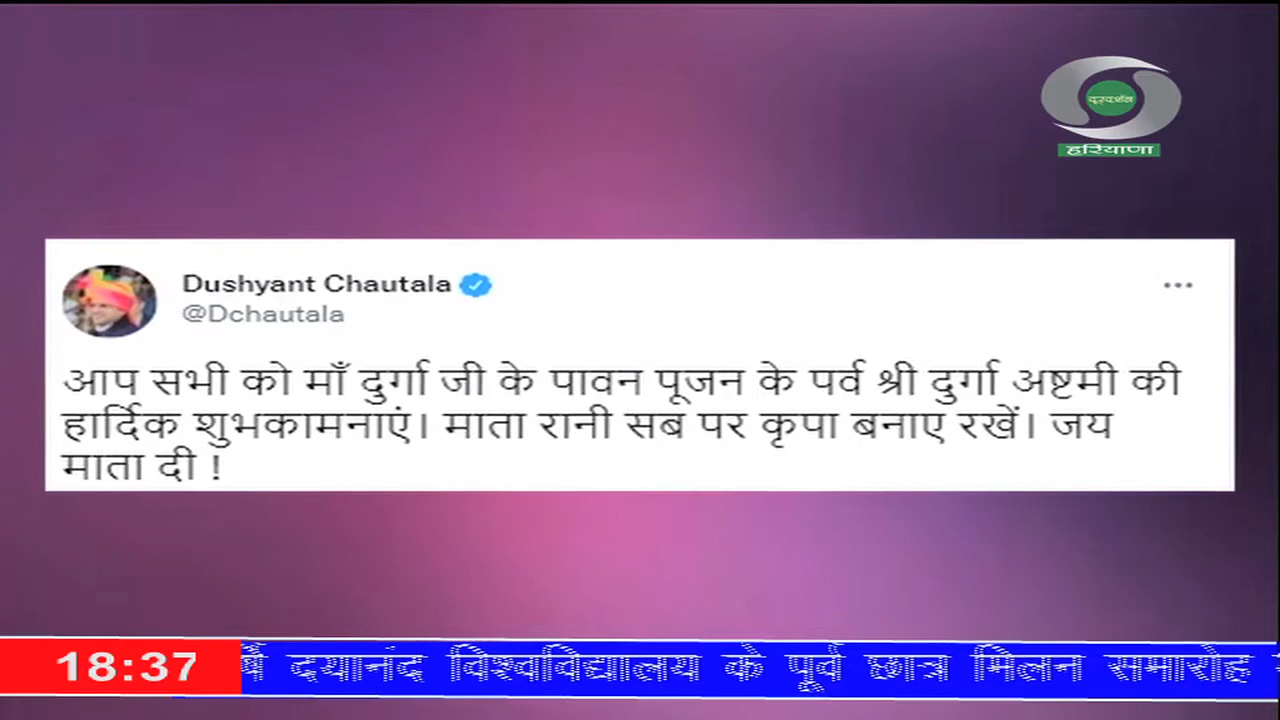 दूरदर्शन
हरियाणा
Dushyant Chautala
@Dchautala
आप सभी को माँ दुर्गा जी के पावन पूजन के पर्व श्री दुर्गा अष्टमी की
हार्दिक शुभकामनाएं। माता रानी सब पर कृपा बनाए रखें। जय
माता दी !
18:37
दयानंद विश्वविद्यालय के पूर्व छात्र मिलन समारोह